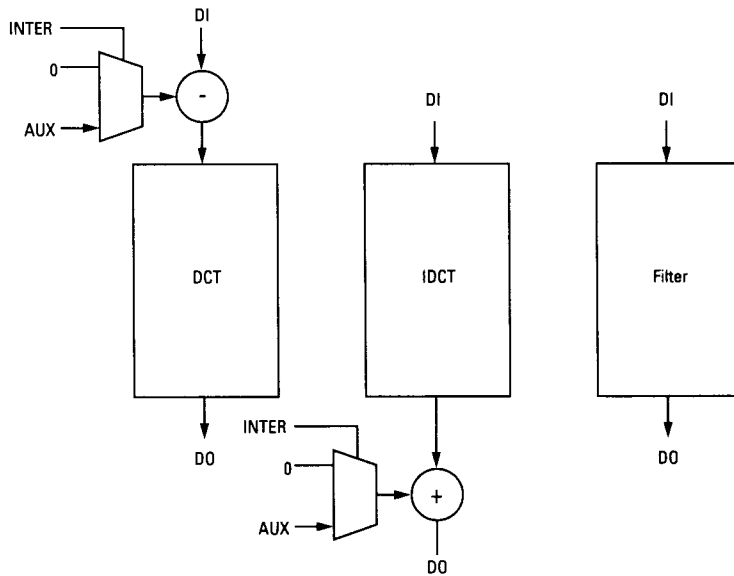 DI
INTER
0
-
AUX
DI
DI
DCT
IDCT
Filter
DO
INTER
DO
0
+
AUX
DO